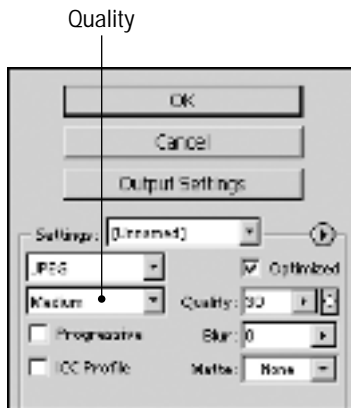 Quality
OK
Cancel
Output Settings
Settings: [Unnamed]
JPEG Optimized
Medium Quality: 30
Progressive Blur: 0
ICC Profile Matte: None